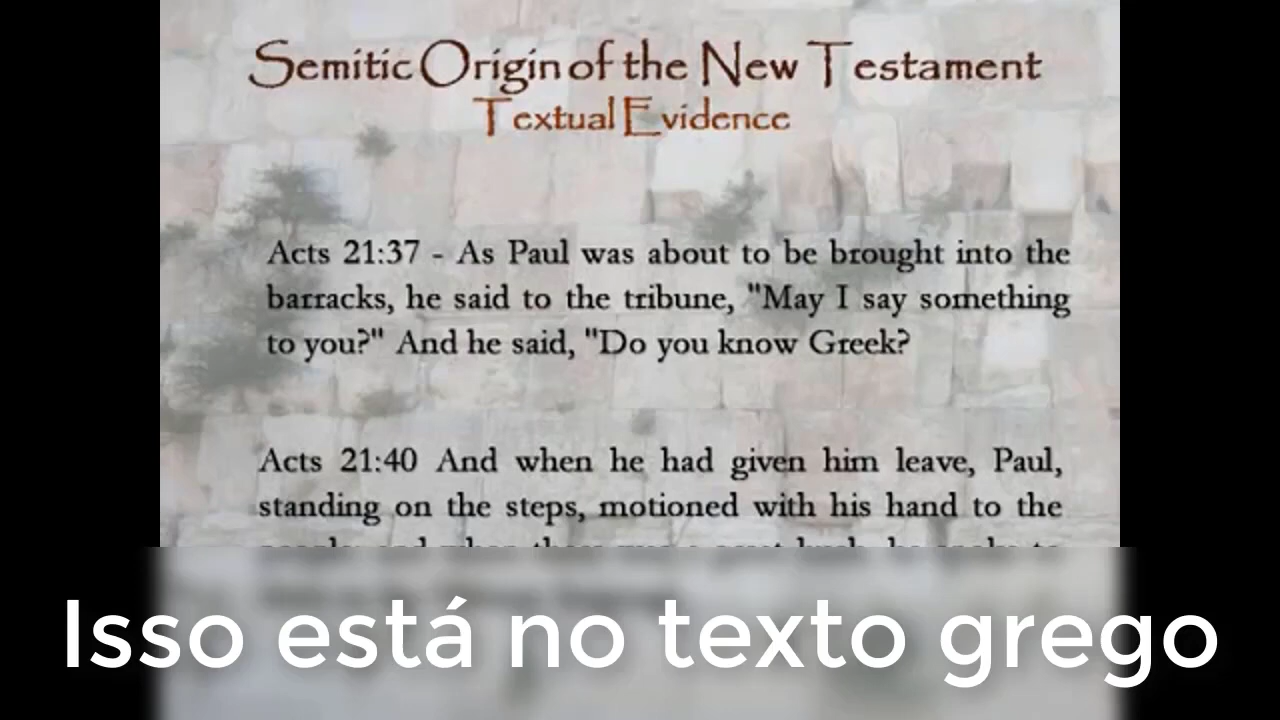 Semitic Origin of the New Testament
Textual Evidence
Acts 21:37 - As Paul was about to be brought into the
barracks, he said to the tribune, "May I say something
to you?" And he said, "Do you know Greek?
Acts 21:40 And when he had given him leave, Paul,
standing on the steps, motioned with his hand to the
Isso está no texto grego